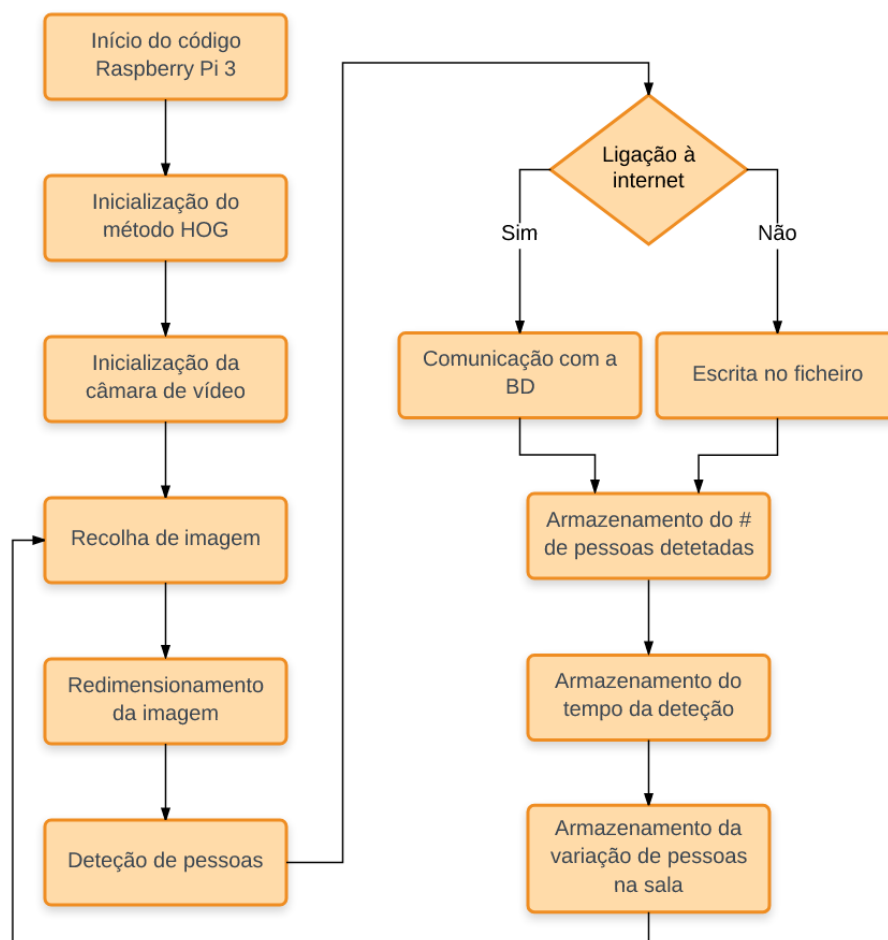 Início do código
Raspberry Pi 3
Inicialização do
método HOG
Inicialização da
câmara de vídeo
Recolha de imagem
Redimensionamento
da imagem
Deteção de pessoas
Ligação à
internet
Sim
Não
Comunicação com a
BD
Escrita no ficheiro
Armazenamento do #
de pessoas detetadas
Armazenamento do
tempo da deteção
Armazenamento da
variação de pessoas
na sala